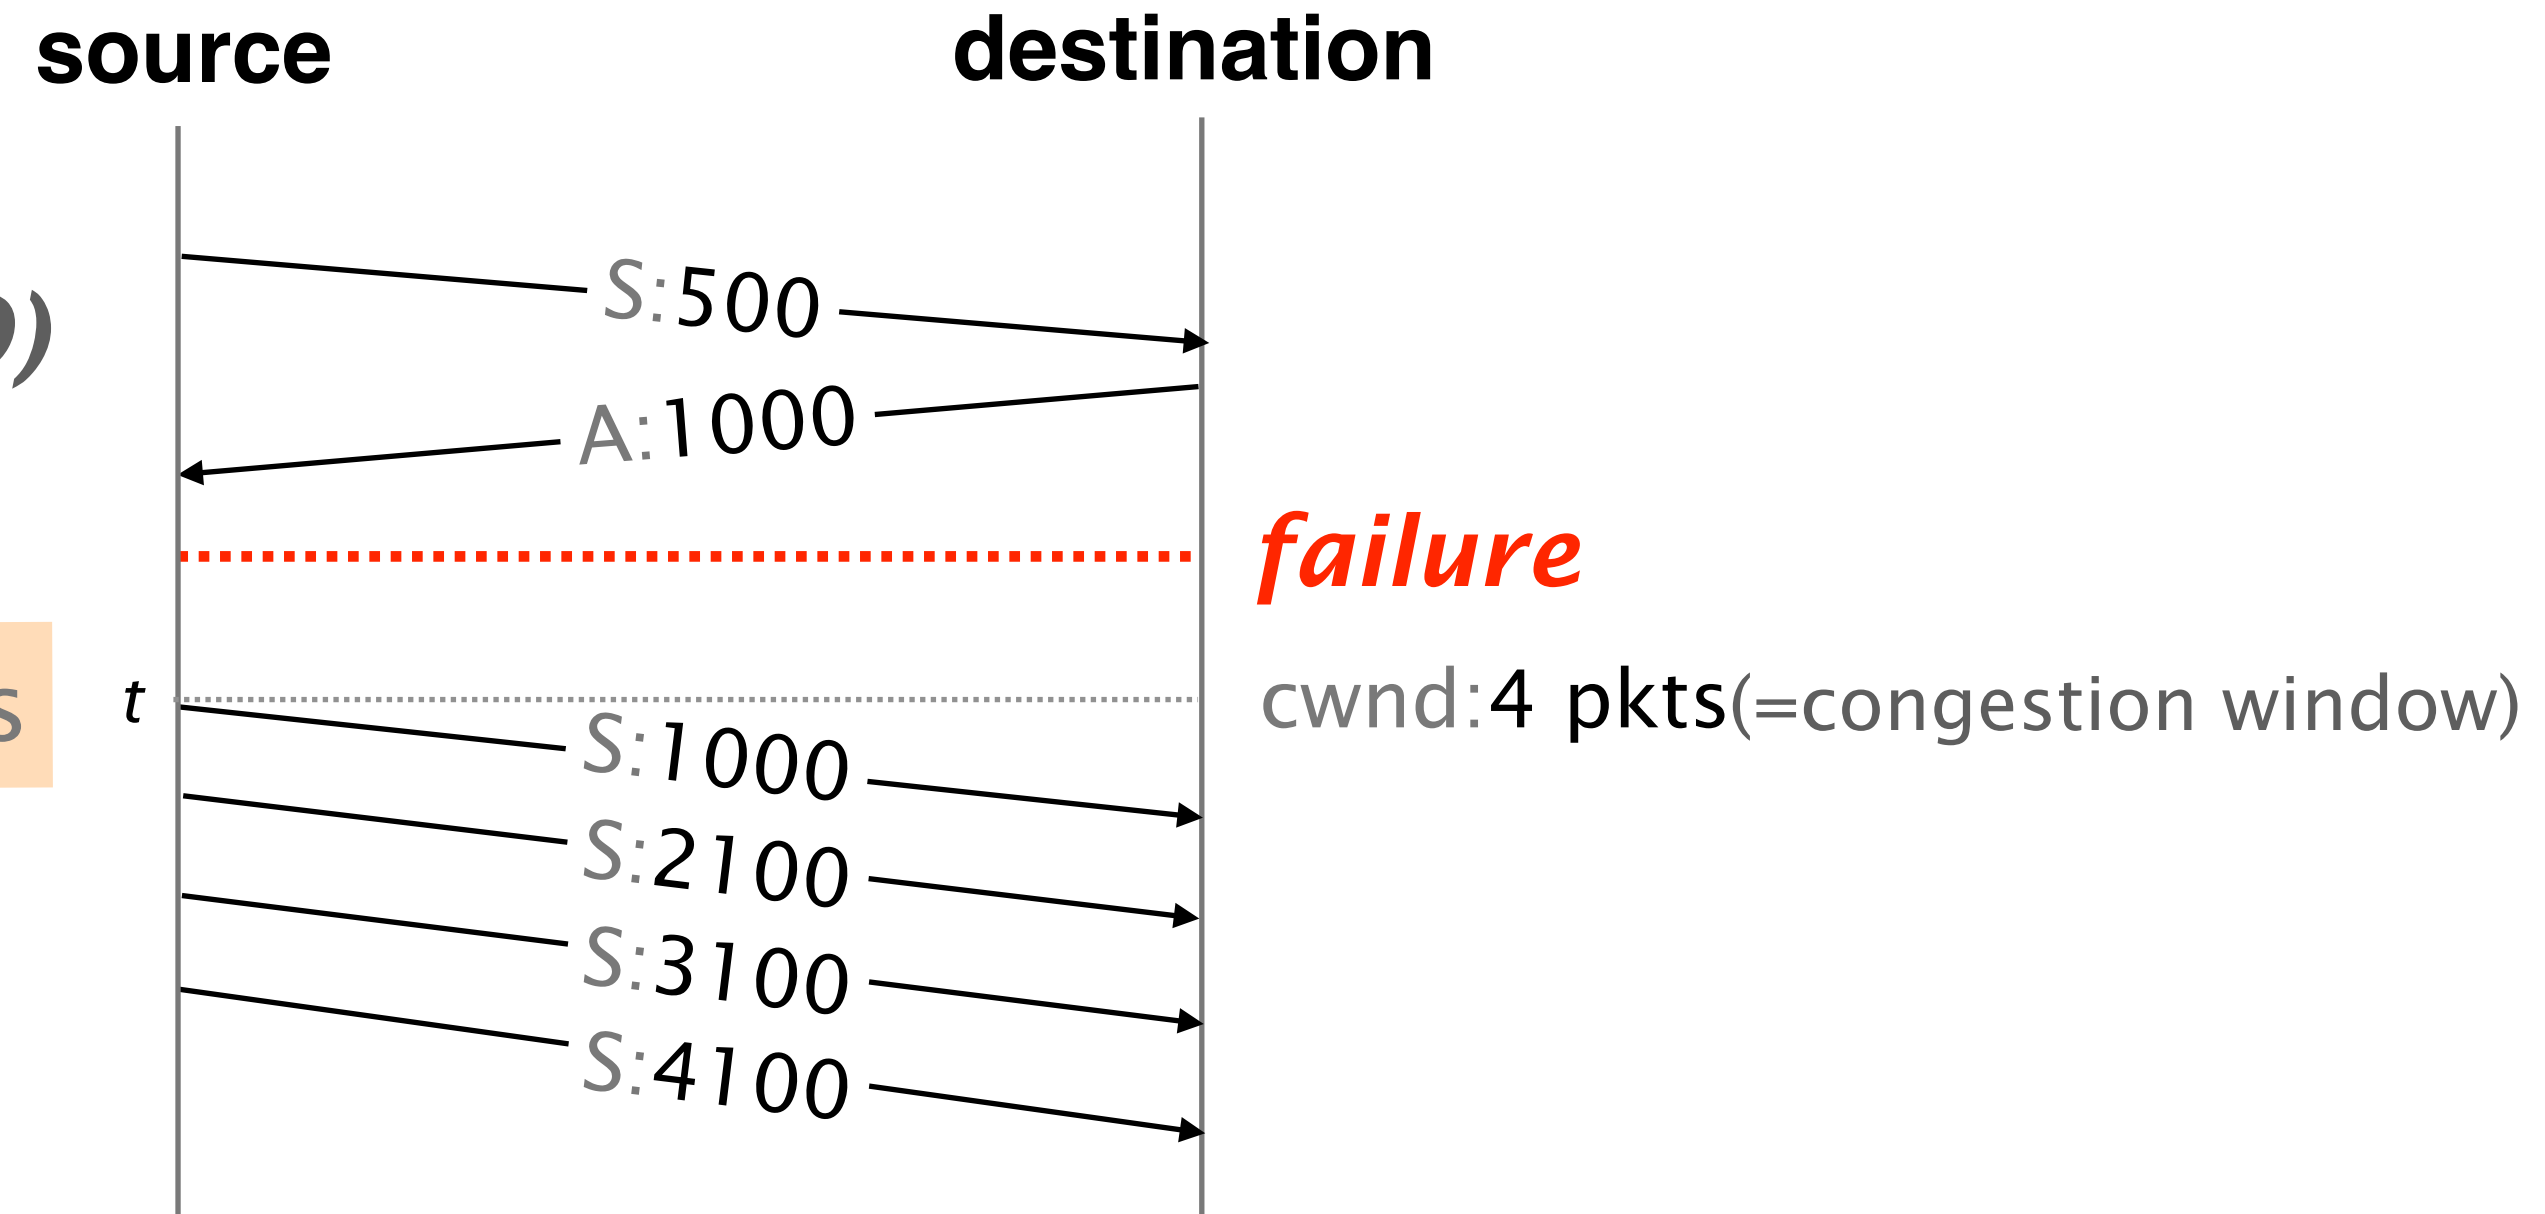 source
destination
S:500
)
A:1000
failure
s
t
cwnd:4 pkts(=congestion window)
S:1000
S:2100
S:3100
S:4100